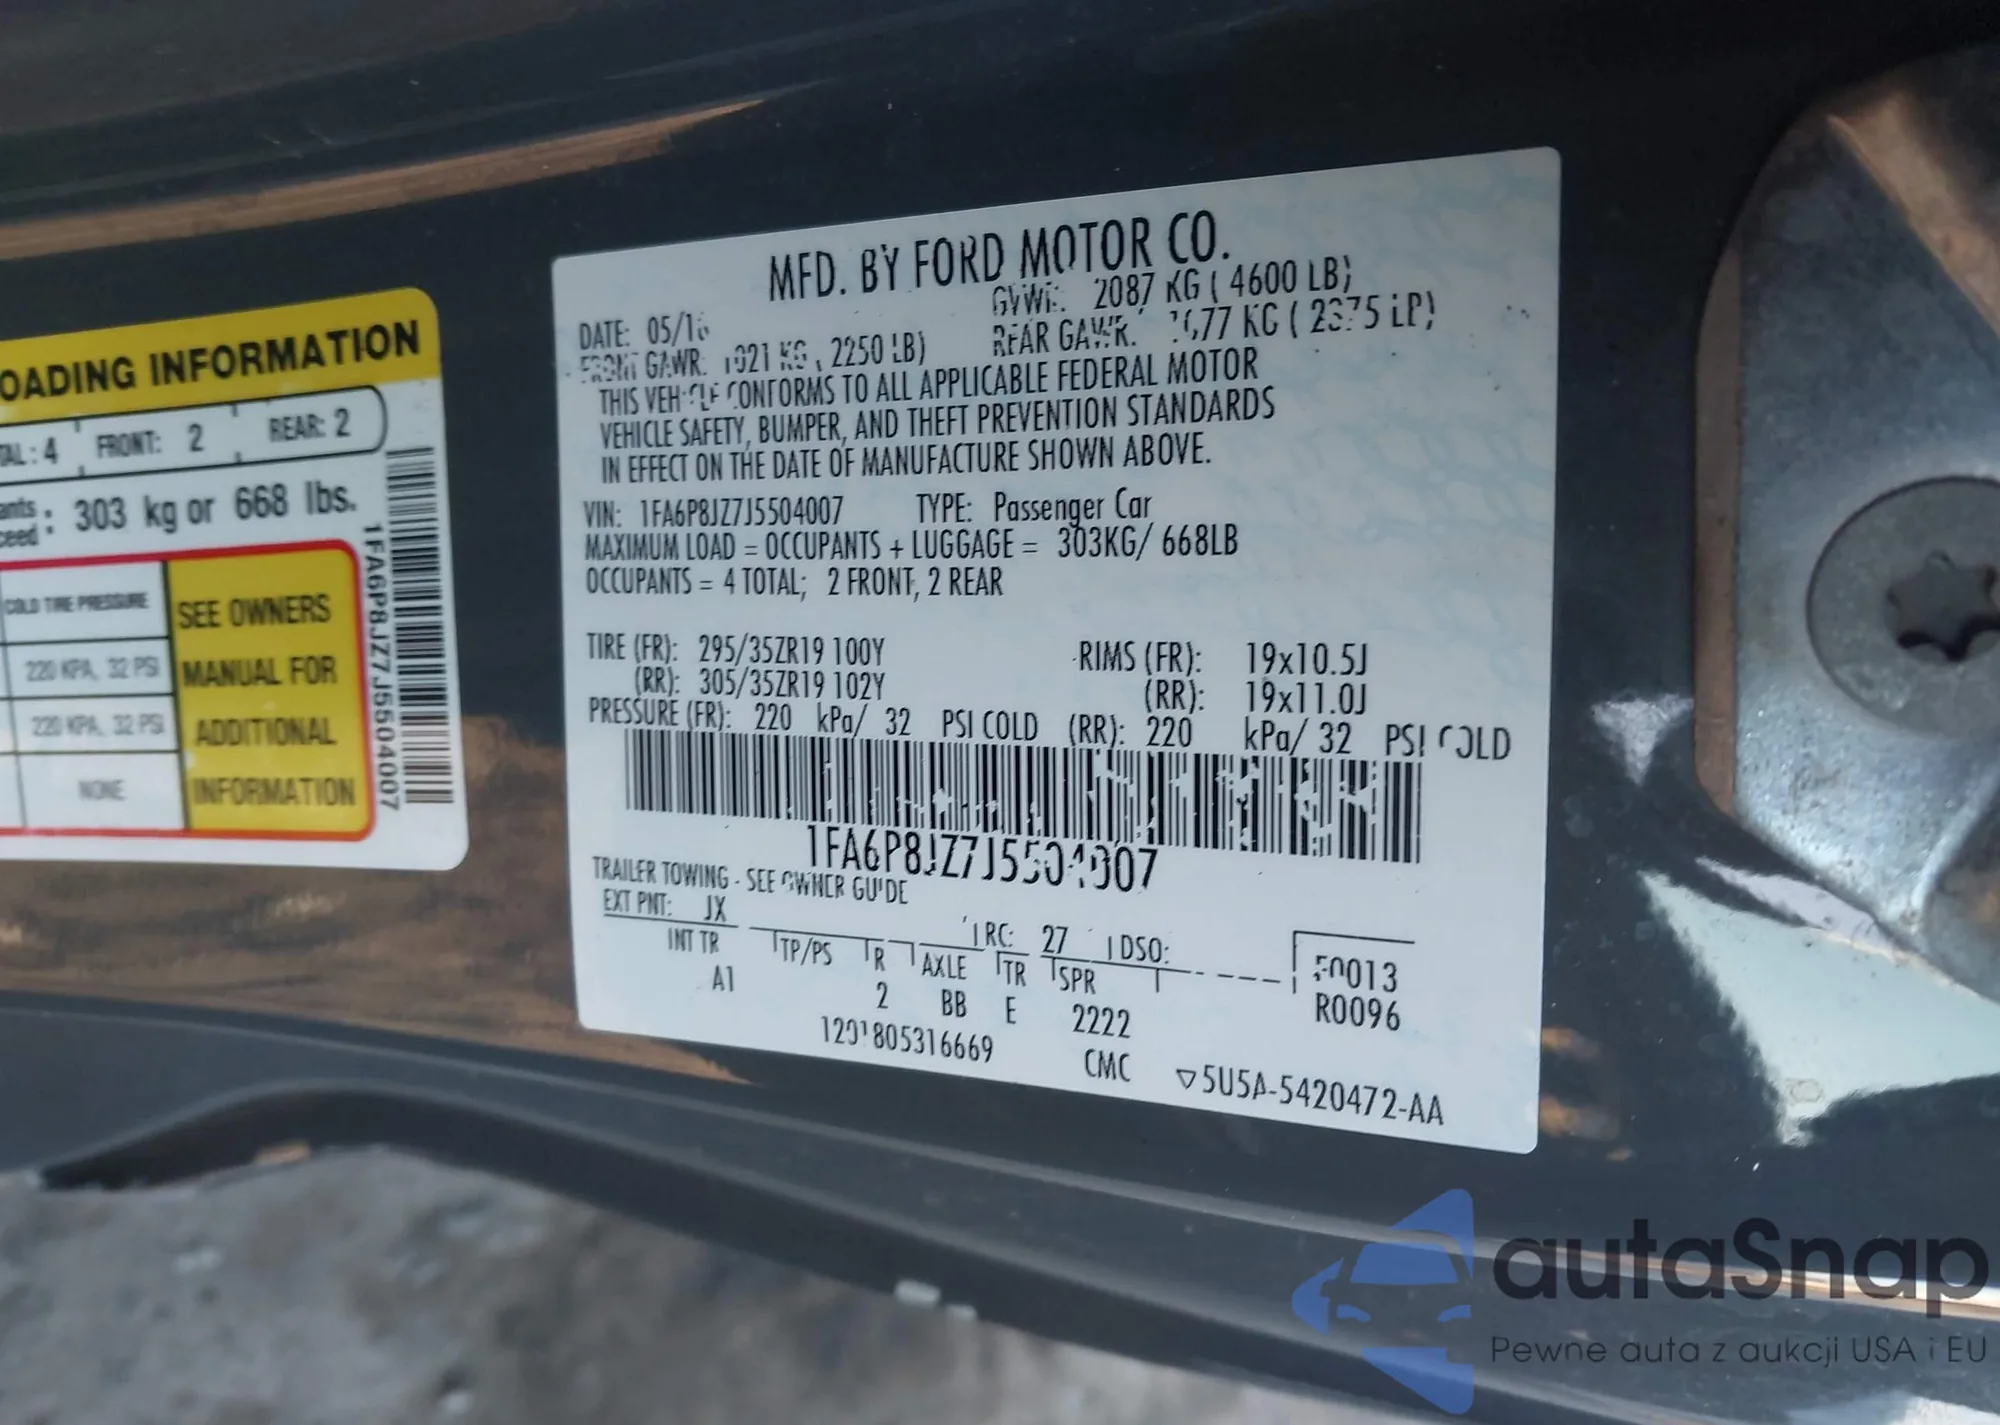 OADING INFORMATION
AL: 4 FRONT: 2 REAR: 2
ants
ceed : 303 kg or 668 lbs.
COLD TIRE PRESSURE
220 KPA, 32 PSI
220 KPA, 32 PSI
NONE
SEE OWNERS
MANUAL FOR
ADDITIONAL
INFORMATION
1FA6P8JZ7J5504007
MFD. BY FORD MOTOR CO.
DATE: GVWR: 2087 KG ( 4600 LB)
FRONT GAWR: 1021 KG ( 2250 LB) REAR GAWR: KG (
THIS VEHICLE CONFORMS TO ALL APPLICABLE FEDERAL MOTOR
VEHICLE SAFETY, BUMPER, AND THEFT PREVENTION STANDARDS
IN EFFECT ON THE DATE OF MANUFACTURE SHOWN ABOVE.
VIN: 1FA6P8JZ7J5504007 TYPE: Passenger Car
MAXIMUM LOAD = OCCUPANTS + LUGGAGE = 303KG/ 668LB
OCCUPANTS = 4 TOTAL; 2 FRONT, 2 REAR
TIRE (FR): 295/35ZR19 100Y RIMS (FR): 19x10.5J
(RR): 305/35ZR19 102Y (RR): 19x11.0J
PRESSURE (FR): 220 kPa/ 32 PSI COLD (RR): 220 kPa/ 32 PSI COLD
1FA6P8JZ7J5504007
TRAILER TOWING - SEE OWNER GUIDE
EXT PNT: JX RC: 27 DSO:
INT TR TP/PS R AXLE TR SPR F0013
A1 2 BB E 2222 R0096
1201805316669 CMC ▽5U5A-5420472-AA
autaSnap
Pewne auta z aukcji USA i EU